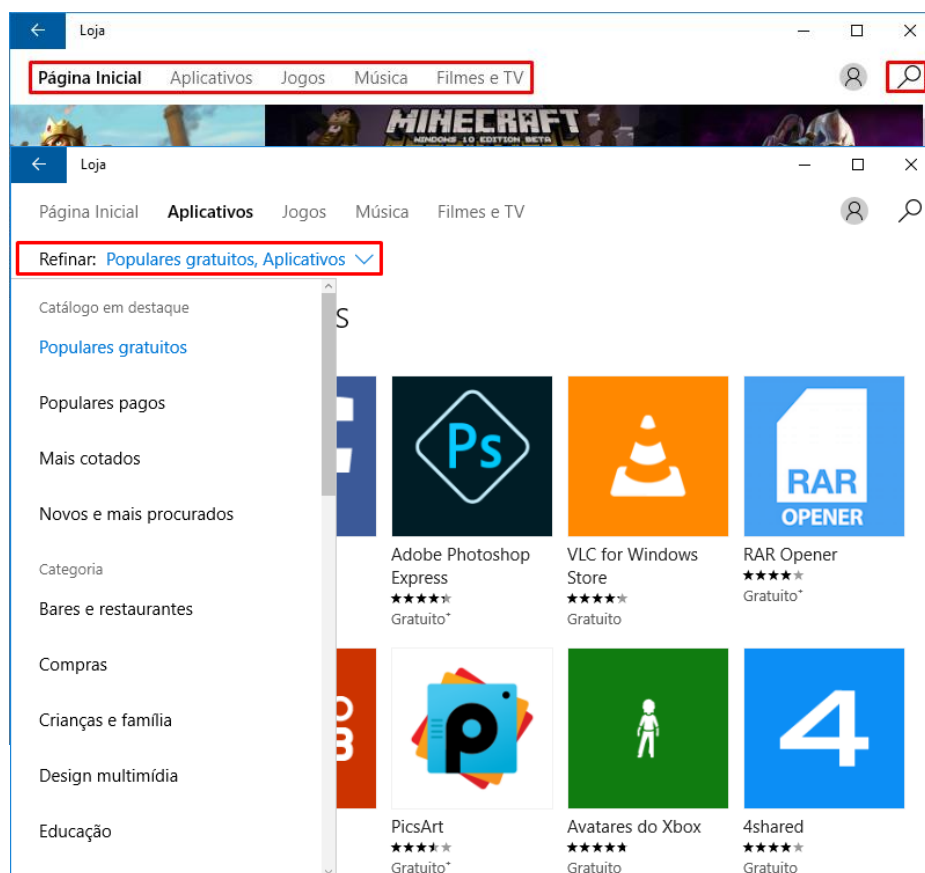 Loja
Página Inicial Aplicativos Jogos Música Filmes e TV
MINECRAFT
WINDOWS 10 EDITION BETA
Loja
Página Inicial Aplicativos Jogos Música Filmes e TV
Refinar: Populares gratuitos, Aplicativos
Catálogo em destaque
Populares gratuitos
Populares pagos
Mais cotados
Novos e mais procurados
Categoria
Bares e restaurantes
Compras
Crianças e família
Design multimídia
Educação
s
Ps
RAR
OPENER
Adobe Photoshop
Express
Gratuito+
VLC for Windows
Store
Gratuito
RAR Opener
Gratuito+
O
B
p
4
PicsArt
Gratuito+
Avatares do Xbox
Gratuito
4shared
Gratuito